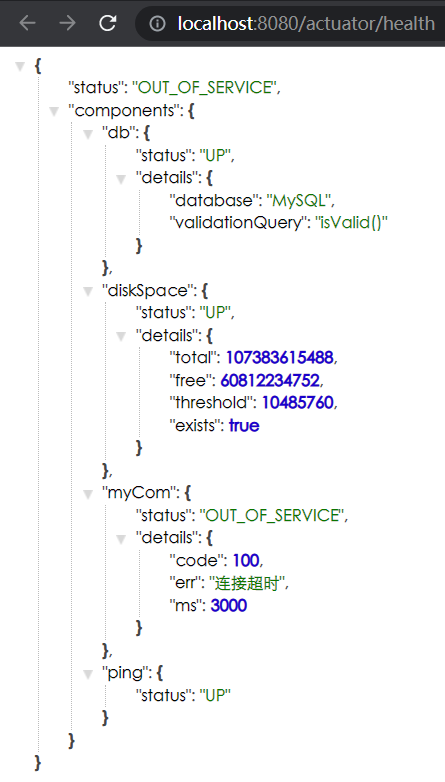 localhost:8080/actuator/health
{
"status": "OUT_OF_SERVICE",
"components": {
"db": {
"status": "UP",
"details": {
"database": "MySQL",
"validationQuery": "isValid()"
}
},
"diskSpace": {
"status": "UP",
"details": {
"total": 107383615488,
"free": 60812234752,
"threshold": 10485760,
"exists": true
}
},
"myCom": {
"status": "OUT_OF_SERVICE",
"details": {
"code": 100,
"err": "连接超时",
"ms": 3000
}
},
"ping": {
"status": "UP"
}
}
}